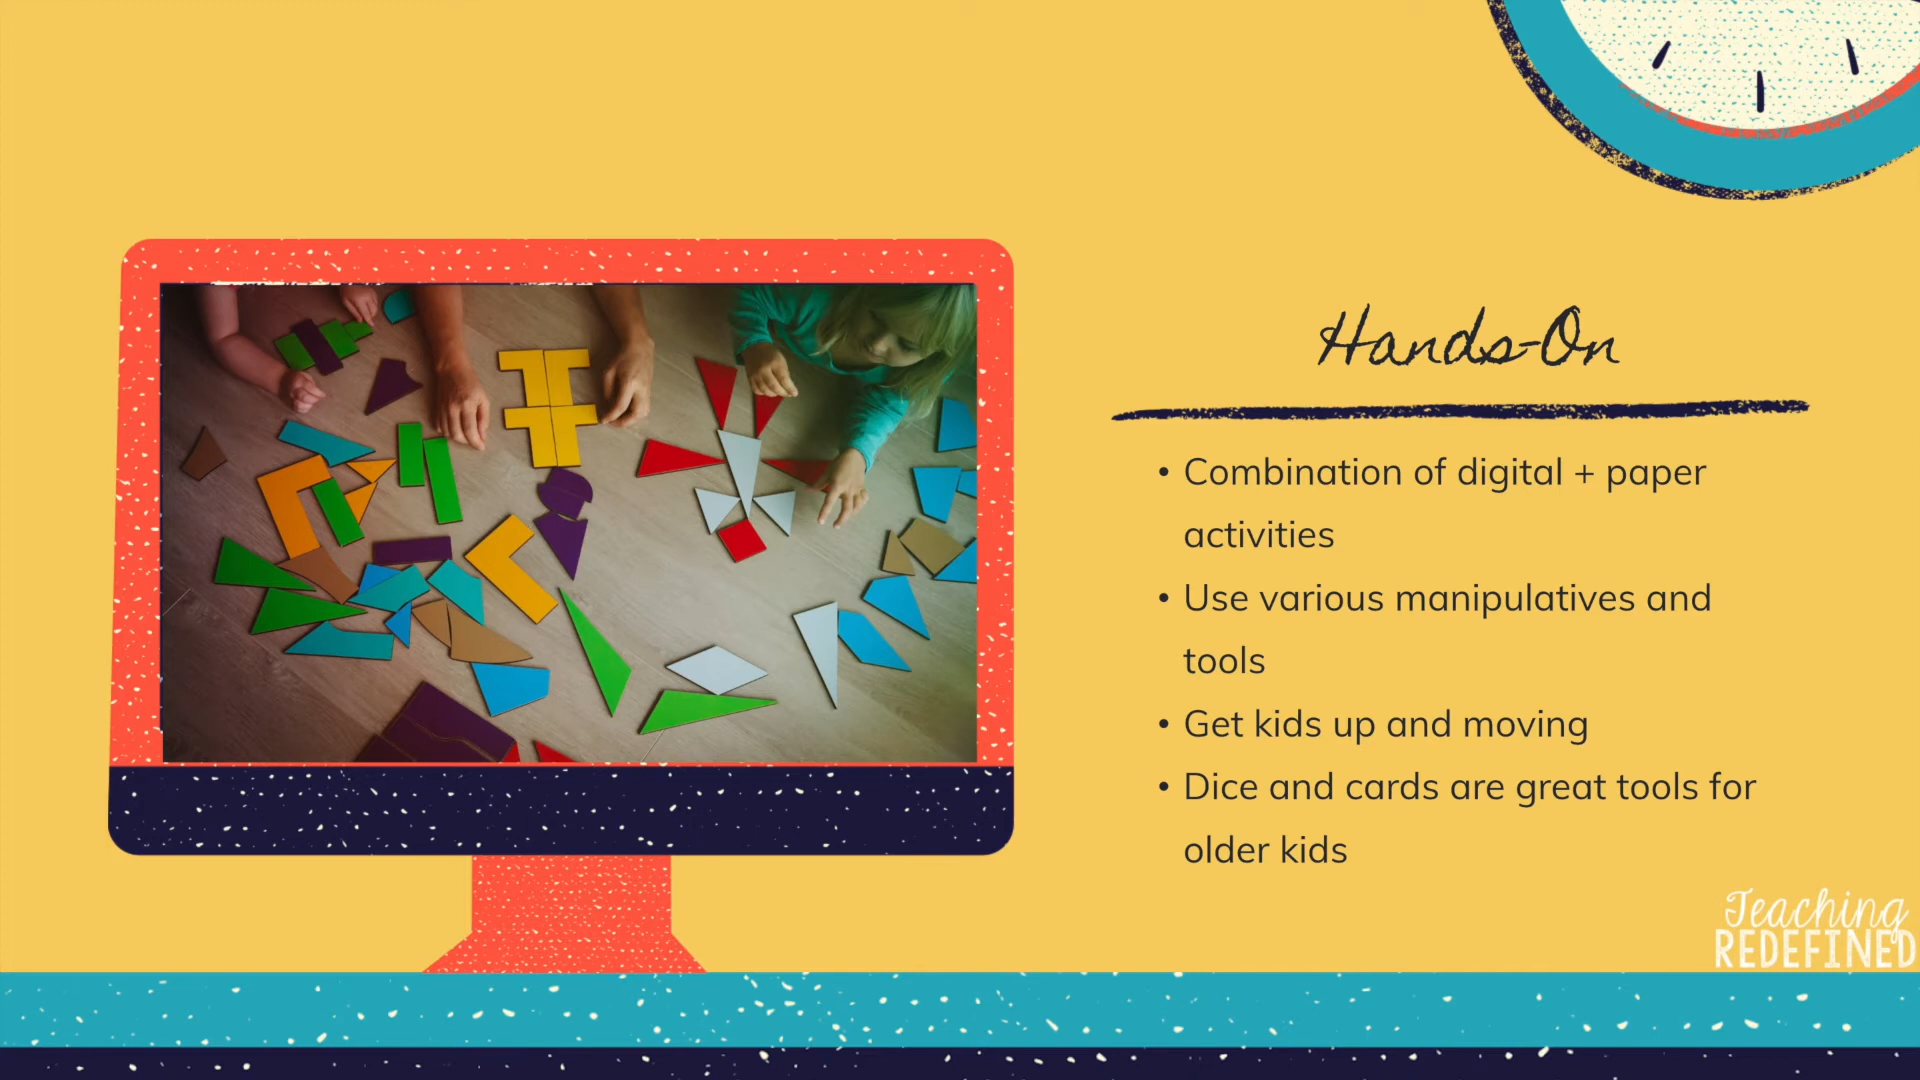 Hands-On
• Combination of digital + paper
activities
• Use various manipulatives and
tools
• Get kids up and moving
• Dice and cards are great tools for
older kids
Teaching
REDEFINED